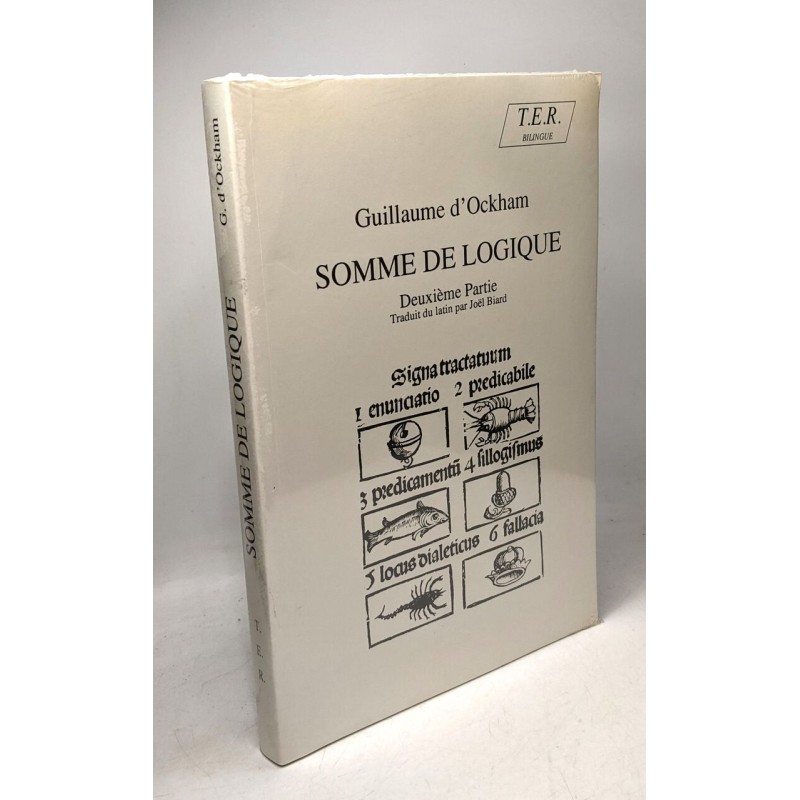 T.E.R.
BILINGUE
Guillaume d'Ockham
SOMME DE LOGIQUE
Deuxième Partie
Traduit du latin par Joël Biard
Signa tractatuum
1 enunciatio 2 predicabile
3 predicamentū 4 sillogismus
5 locus dialeticus 6 fallacia
G. d'Ockham
SOMME DE LOGIQUE
T. E. R.